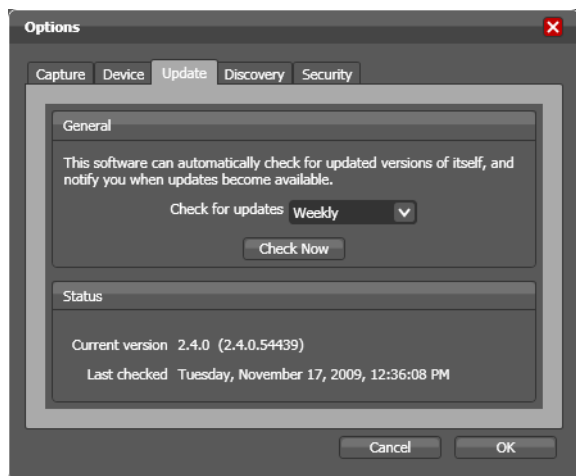 Options
Capture Device Update Discovery Security
General
This software can automatically check for updated versions of itself, and
notify you when updates become available.
Check for updates Weekly
Check Now
Status
Current version 2.4.0 (2.4.0.54439)
Last checked Tuesday, November 17, 2009, 12:36:08 PM
Cancel OK